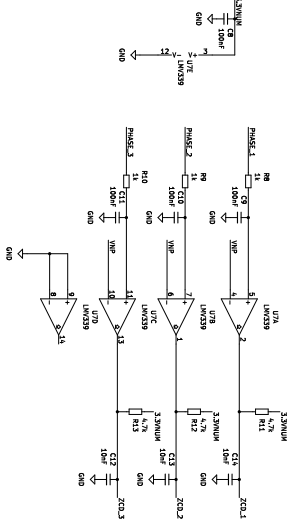 3.3VNUM
C8
100nF
GND
GND
12
V-
V+
3
U7E
LMV339
PHASE_1
R8
1k
C9
100nF
GND
VNP
5
4
U7A
LMV339
2
3.3VNUM
4.7k
R11
C14
10nF
GND
ZCD_1
PHASE_2
R9
1k
C10
100nF
GND
VNP
7
6
U7B
LMV339
1
3.3VNUM
4.7k
R12
C13
10nF
GND
ZCD_2
PHASE_3
R10
1k
C11
100nF
GND
VNP
11
10
U7C
LMV339
13
3.3VNUM
4.7k
R13
C12
10nF
GND
ZCD_3
GND
9
8
U7D
LMV339
14